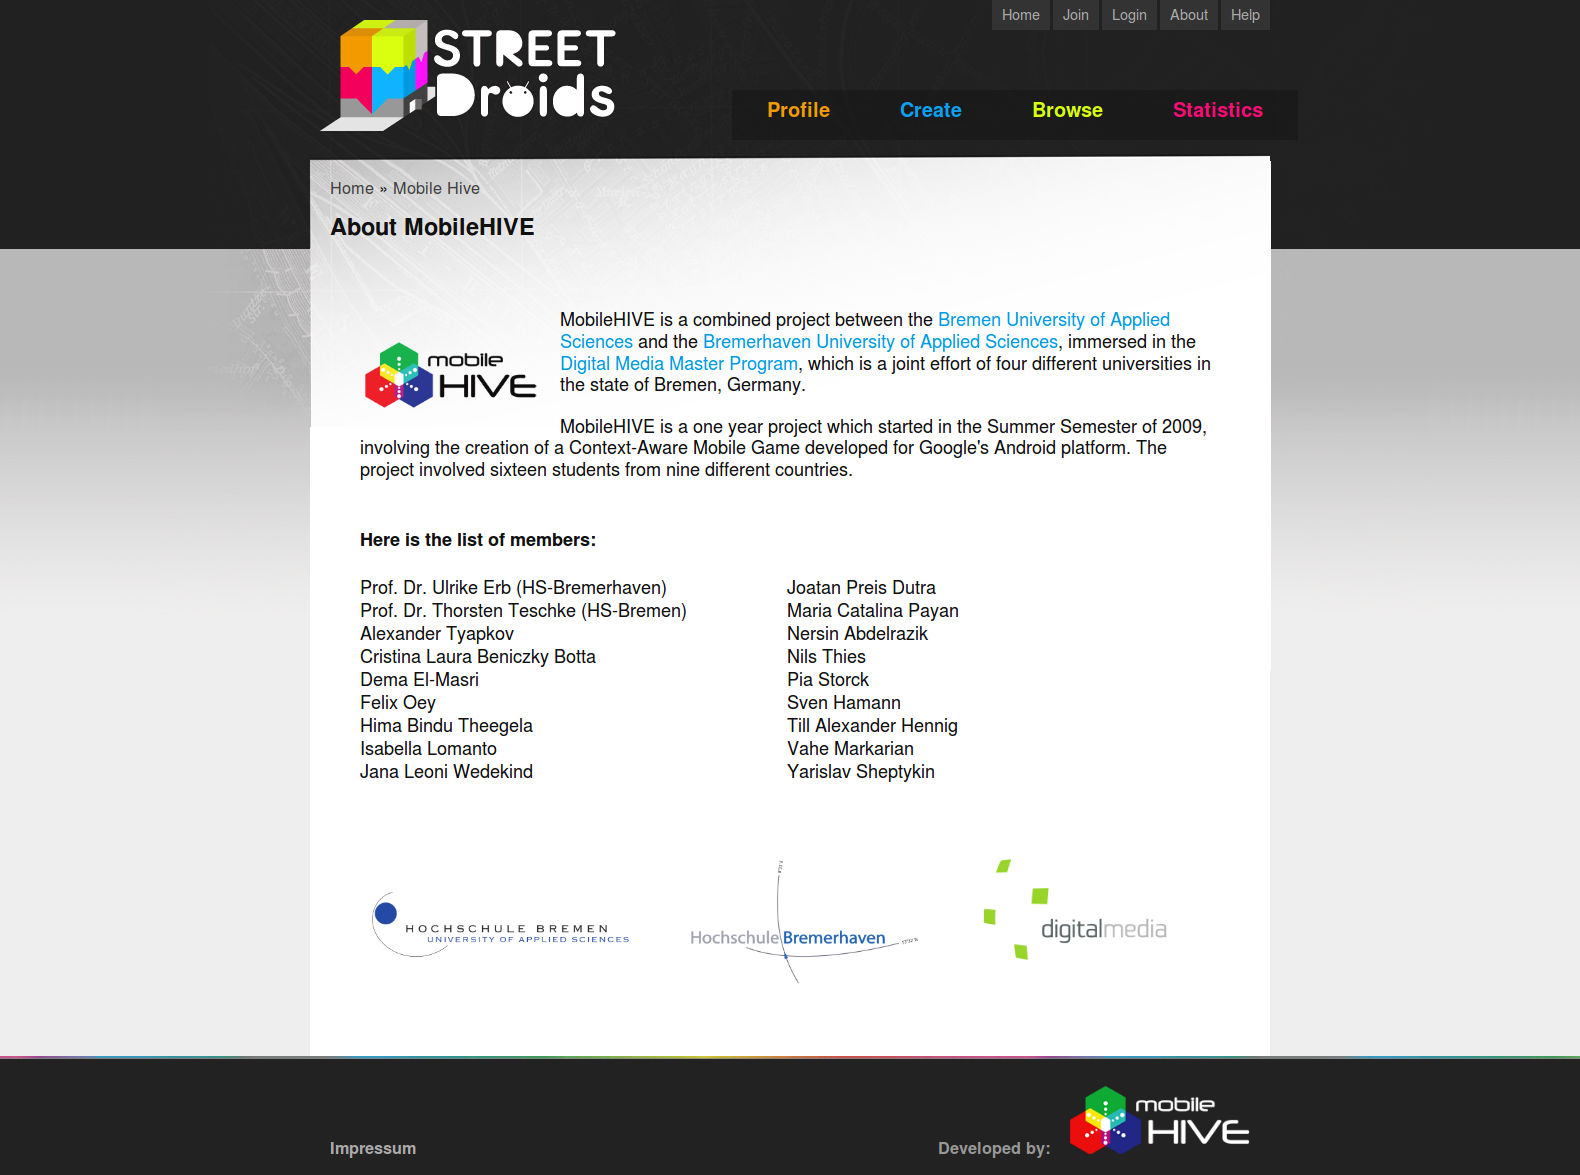 Home Join Login About Help
STREET
Droids
Profile Create Browse Statistics
Home » Mobile Hive
About MobileHIVE
MobileHIVE is a combined project between the Bremen University of Applied
Sciences and the Bremerhaven University of Applied Sciences, immersed in the
Digital Media Master Program, which is a joint effort of four different universities in
the state of Bremen, Germany.
mobile
HIVE
MobileHIVE is a one year project which started in the Summer Semester of 2009,
involving the creation of a Context-Aware Mobile Game developed for Google's Android platform. The
project involved sixteen students from nine different countries.
Here is the list of members:
Prof. Dr. Ulrike Erb (HS-Bremerhaven)
Prof. Dr. Thorsten Teschke (HS-Bremen)
Alexander Tyapkov
Cristina Laura Beniczky Botta
Dema El-Masri
Felix Oey
Hima Bindu Theegela
Isabella Lomanto
Jana Leoni Wedekind
Joatan Preis Dutra
Maria Catalina Payan
Nersin Abdelrazik
Nils Thies
Pia Storck
Sven Hamann
Till Alexander Hennig
Vahe Markarian
Yarislav Sheptykin
HOCHSCHULE BREMEN
UNIVERSITY OF APPLIED SCIENCES
Hochschule Bremerhaven
digitalmedia
Impressum
Developed by:
mobile
HIVE